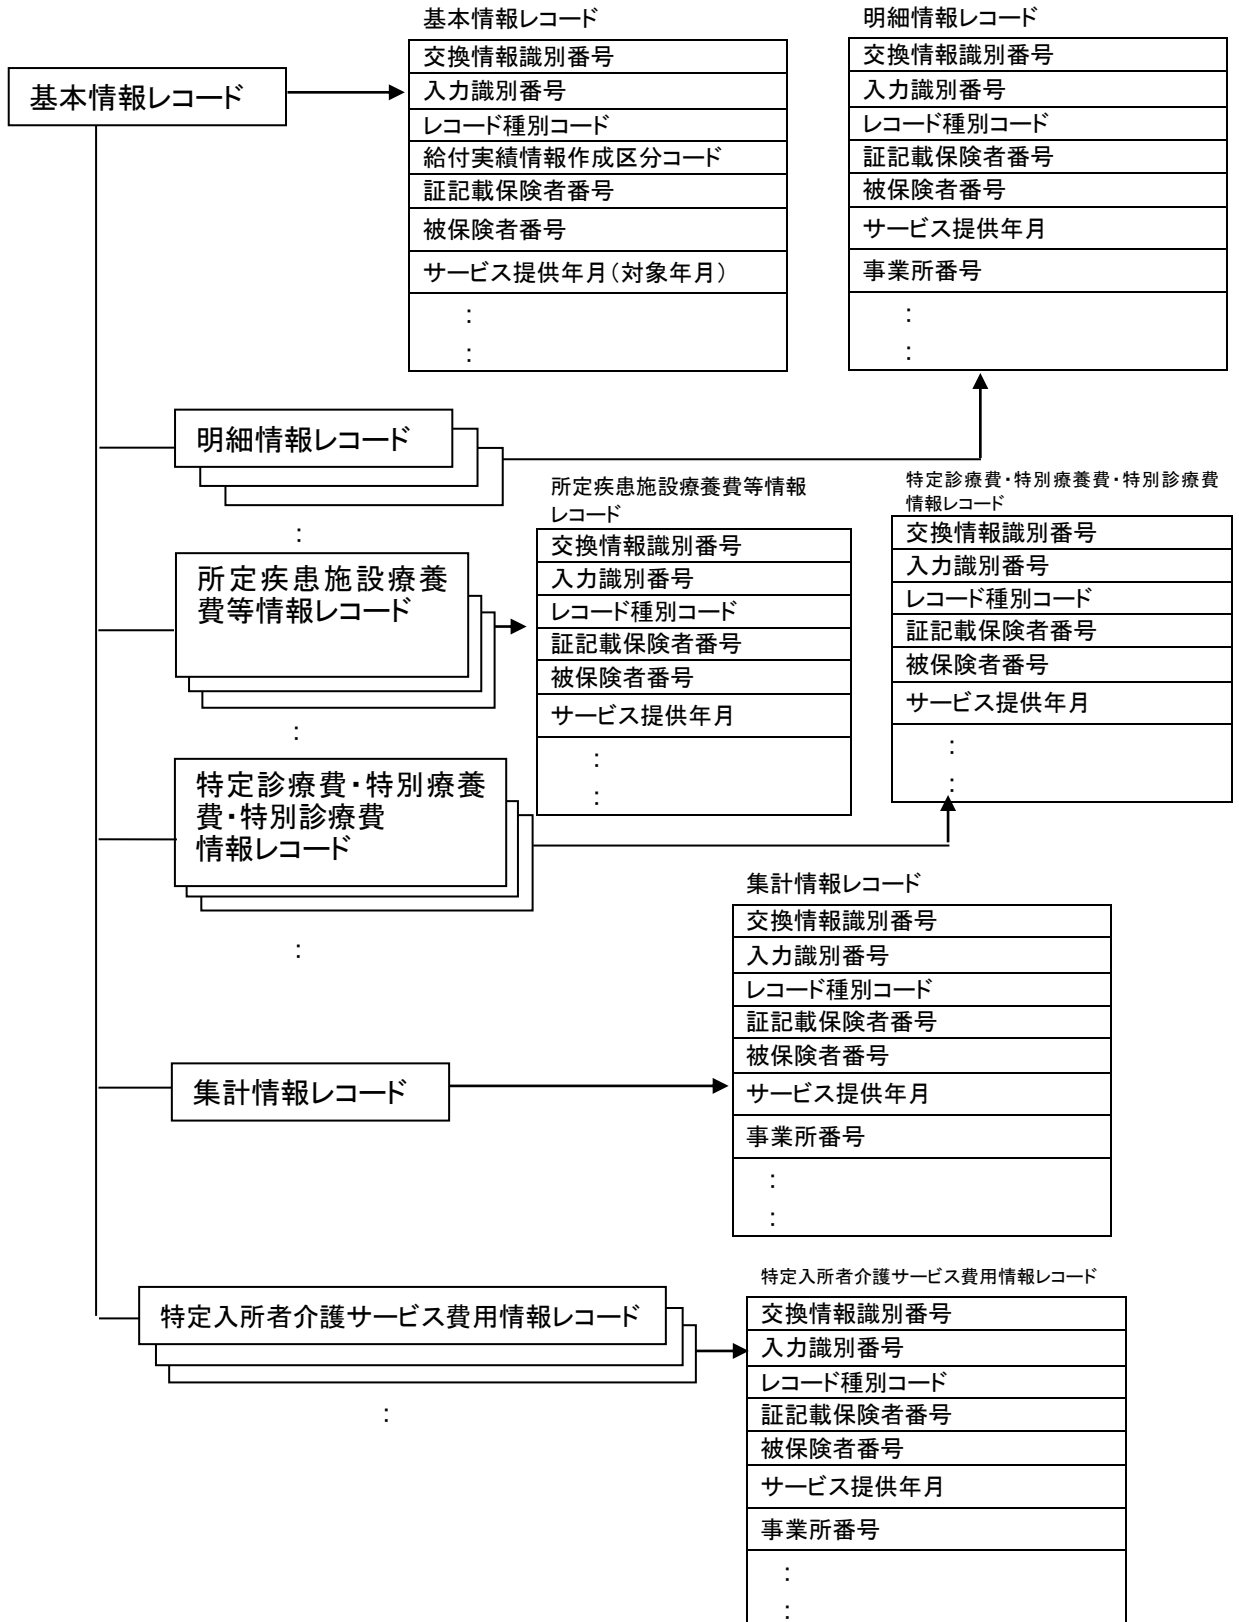 基本情報レコード
基本情報レコード
交換情報識別番号
入力識別番号
レコード種別コード
給付実績情報作成区分コード
証記載保険者番号
被保険者番号
サービス提供年月(対象年月)
:
:
明細情報レコード
交換情報識別番号
入力識別番号
レコード種別コード
証記載保険者番号
被保険者番号
サービス提供年月
事業所番号
:
:
明細情報レコード
:
所定疾患施設療養
費等情報レコード
:
所定疾患施設療養費等情報
レコード
交換情報識別番号
入力識別番号
レコード種別コード
証記載保険者番号
被保険者番号
サービス提供年月
:
:
特定診療費・特別療養費・特別診療費
情報レコード
交換情報識別番号
入力識別番号
レコード種別コード
証記載保険者番号
被保険者番号
サービス提供年月
:
:
特定診療費・特別療養
費・特別診療費
情報レコード
:
集計情報レコード
集計情報レコード
交換情報識別番号
入力識別番号
レコード種別コード
証記載保険者番号
被保険者番号
サービス提供年月
事業所番号
:
:
特定入所者介護サービス費用情報レコード
:
特定入所者介護サービス費用情報レコード
交換情報識別番号
入力識別番号
レコード種別コード
証記載保険者番号
被保険者番号
サービス提供年月
事業所番号
:
: